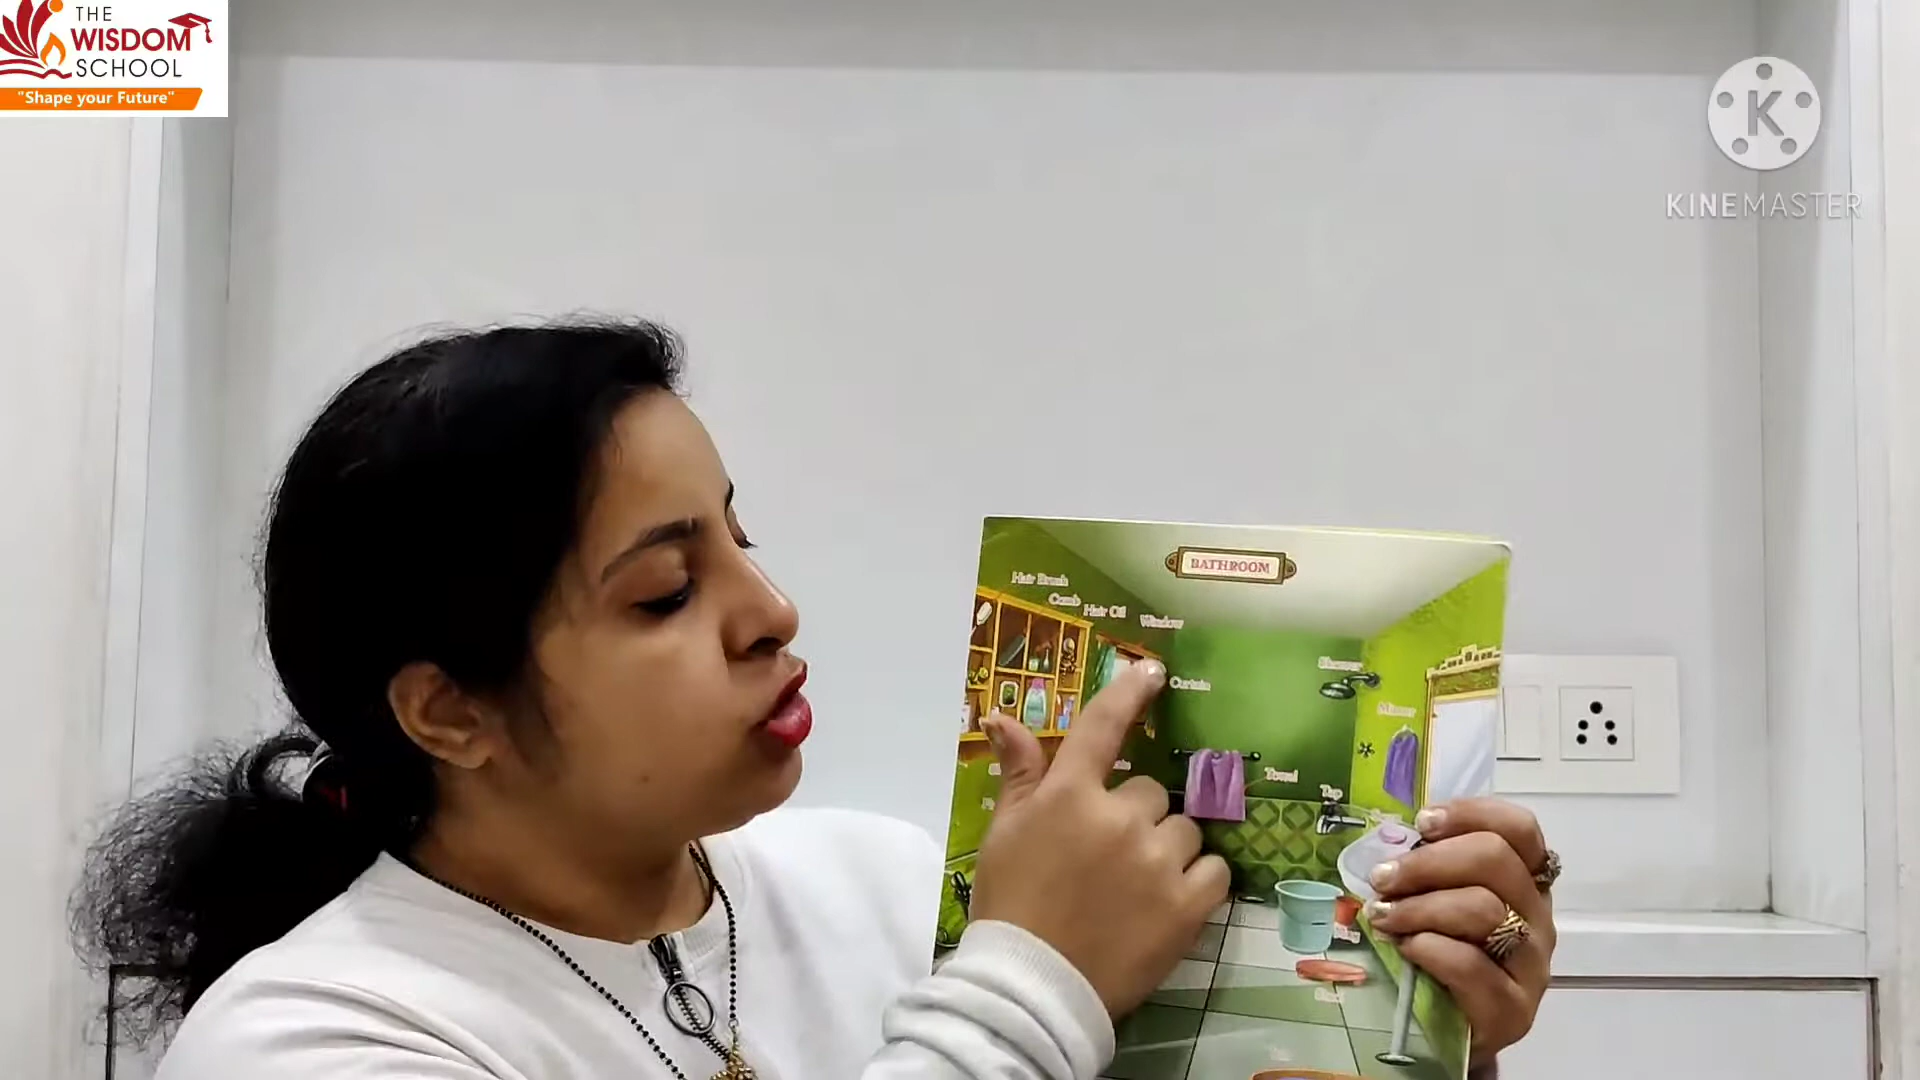 THE
WISDOM
SCHOOL
"Shape your Future"
K
KINEMASTER
BATHROOM
Hair Brush
Comb
Hair Oil
Window
Curtain
Shower
Mirror
Towel
Tap